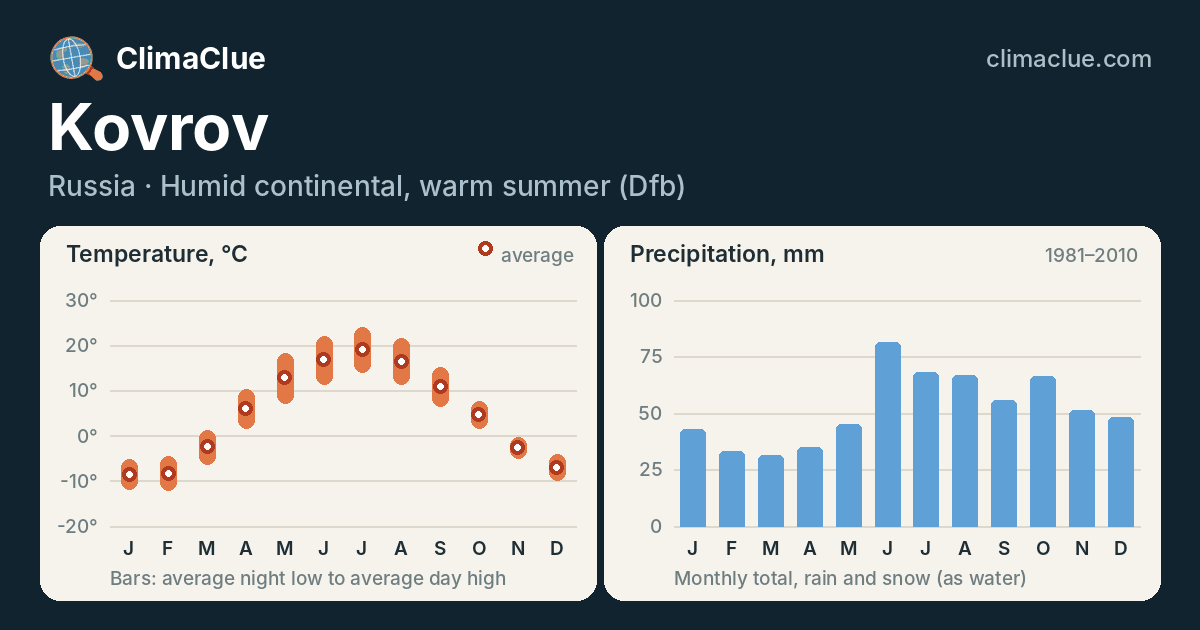 ClimaClue
climaclue.com
Kovrov
Russia · Humid continental, warm summer (Dfb)
Temperature, °C
average
30°
20°
10°
0°
-10°
-20°
J F M A M J J A S O N D
Bars: average night low to average day high
Precipitation, mm
1981–2010
100
75
50
25
0
J F M A M J J A S O N D
Monthly total, rain and snow (as water)